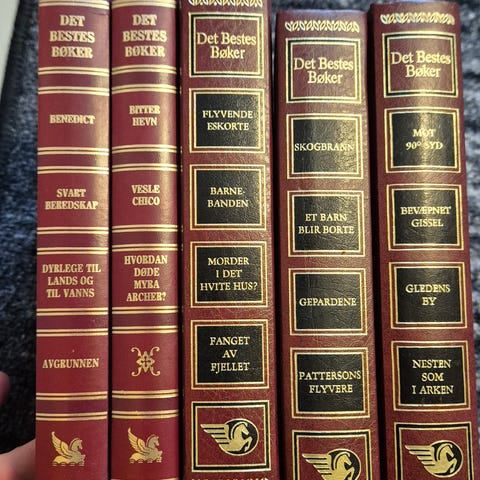 DET
BESTES
BØKER
BENEDICT
SVART
BEREDSKAP
DYRLEGE TIL
LANDS OG
TIL VANNS
AVGRUNNEN
DET
BESTES
BØKER
BITTER
HEVN
VESLE
CHICO
HVORDAN
DØDE
MYRA
ARCHER?
Det Bestes
Bøker
FLYVENDE
ESKORTE
BARNE-
BANDEN
MORDER
I DET
HVITE HUS?
FANGET
AV
FJELLET
Det Bestes
Bøker
SKOGBRANN
ET BARN
BLIR BORTE
GEPARDENE
PATTERSONS
FLYVERE
Det Bestes
Bøker
MOT
90° SYD
BEVÆPNET
GISSEL
GLEDENS
BY
NESTEN
SOM
I ARKEN